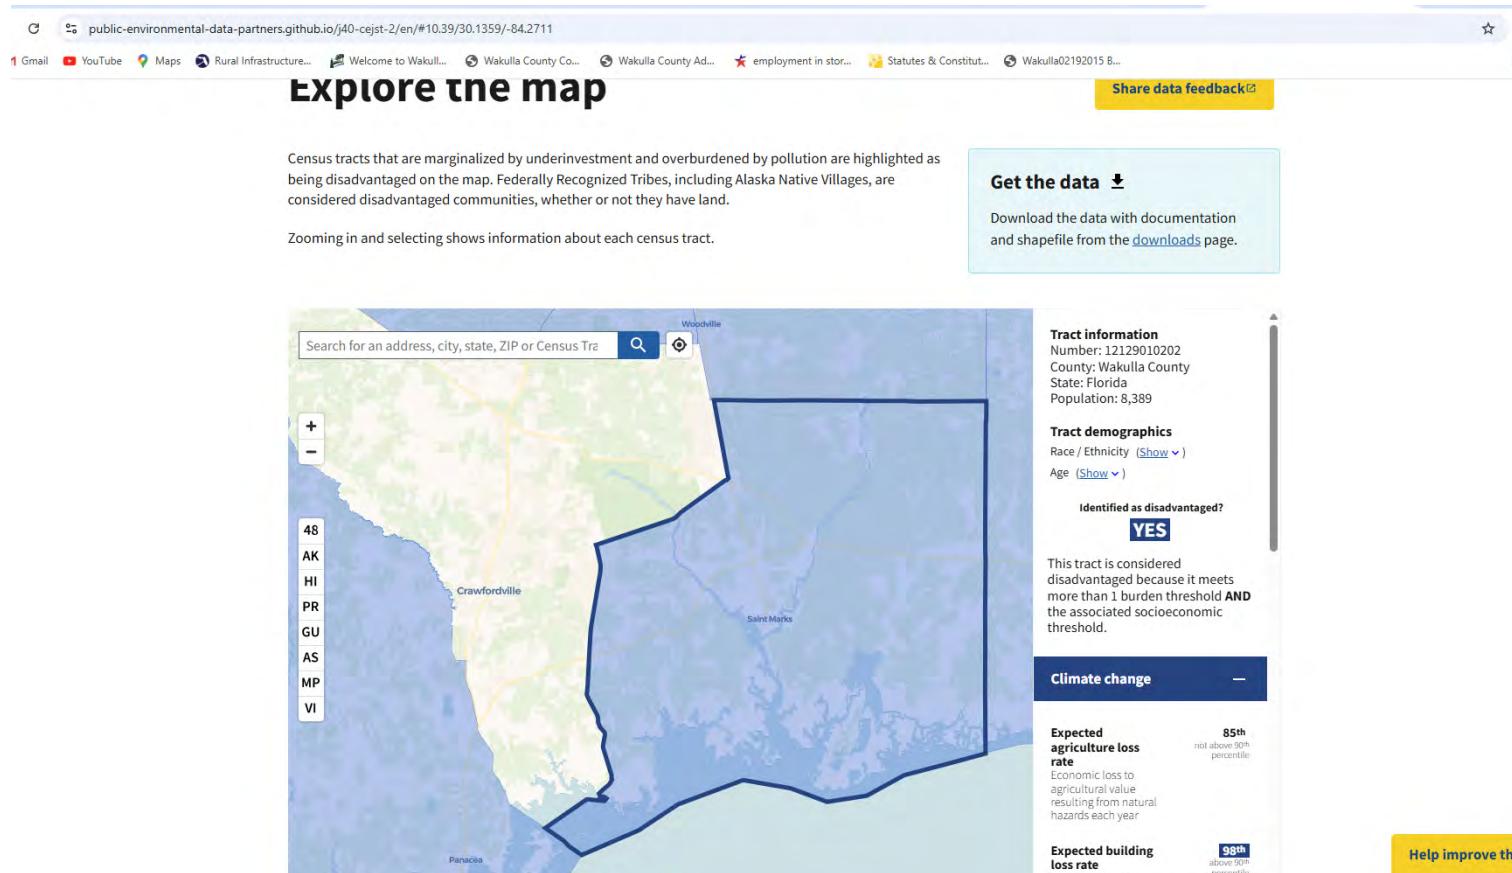 public-environmental-data-partners.github.io/j40-cejst-2/en/#10.39/30.1359/-84.2711
Gmail
YouTube
Maps
Rural Infrastructure...
Welcome to Wakull...
Wakulla County Co...
Wakulla County Ad...
employment in stor...
Statutes & Constitut...
Wakulla02192015 B...
Explore the map
Share data feedback
Census tracts that are marginalized by underinvestment and overburdened by pollution are highlighted as
being disadvantaged on the map. Federally Recognized Tribes, including Alaska Native Villages, are
considered disadvantaged communities, whether or not they have land.
Zooming in and selecting shows information about each census tract.
Get the data
Download the data with documentation
and shapefile from the downloads page.
Search for an address, city, state, ZIP or Census Tra
Woodville
+
−
48
AK
HI
PR
GU
AS
MP
VI
Crawfordville
Saint Marks
Panacea
Tract information
Number: 12129010202
County: Wakulla County
State: Florida
Population: 8,389
Tract demographics
Race / Ethnicity (Show)
Age (Show)
Identified as disadvantaged?
YES
This tract is considered
disadvantaged because it meets
more than 1 burden threshold AND
the associated socioeconomic
threshold.
Climate change
Expected
agriculture loss
rate
Economic loss to
agricultural value
resulting from natural
hazards each year
85th
not above 90th
percentile
Expected building
loss rate
98th
above 90th
percentile
Help improve th